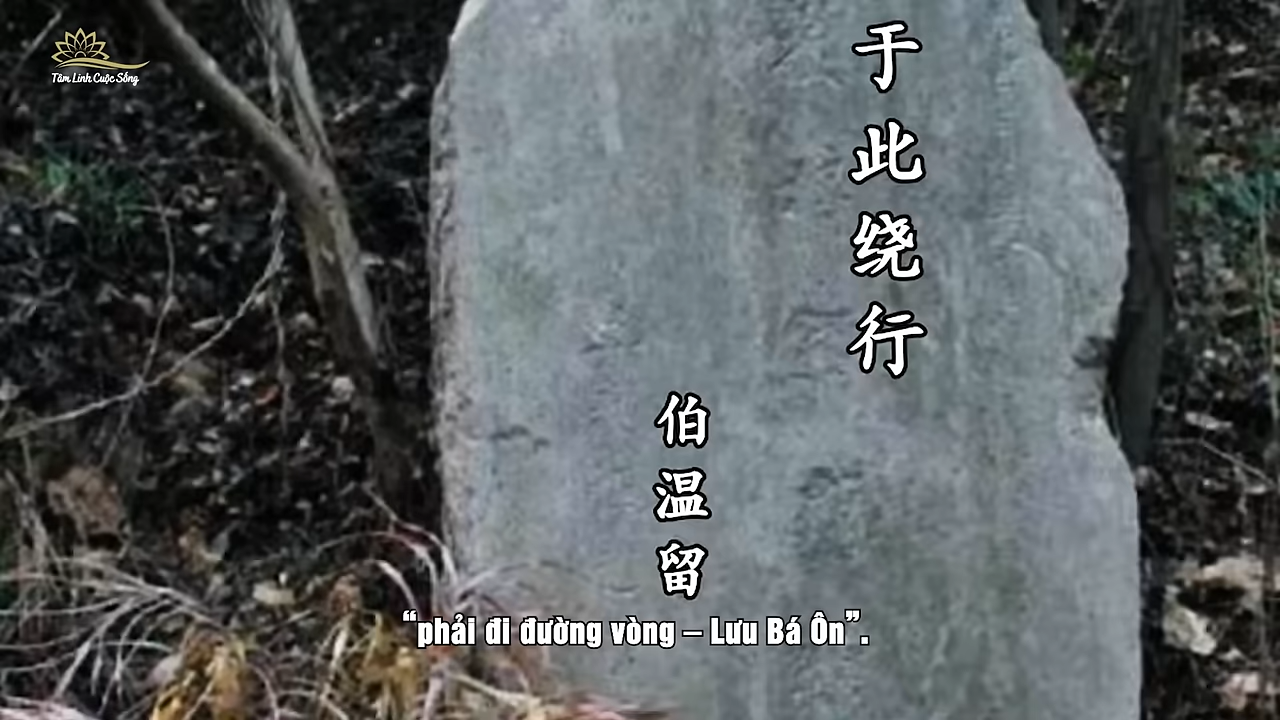 Tâm Linh Cuộc Sống
于此绕行
伯温留
“phải đi đường vòng – Lưu Bá Ôn”.